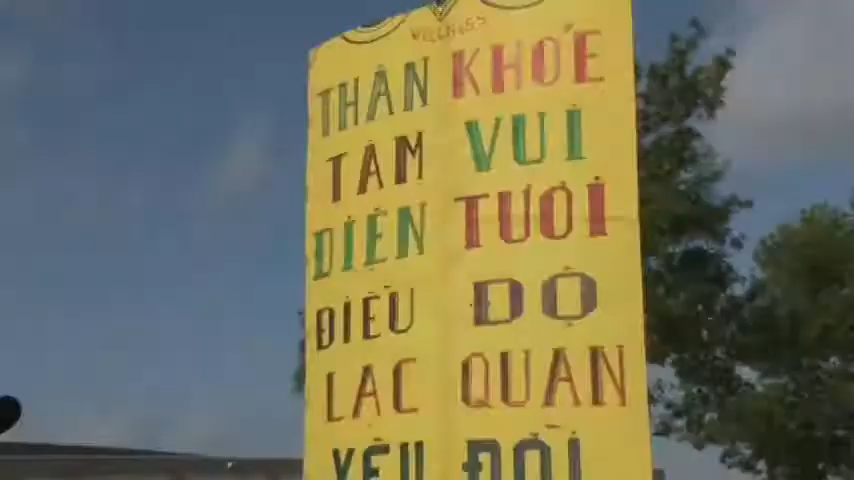 THÂN KHỎE
TÂM VUI
DIỆN TƯƠI
ĐIỀU ĐỘ
LẠC QUAN
YÊU ĐỜI